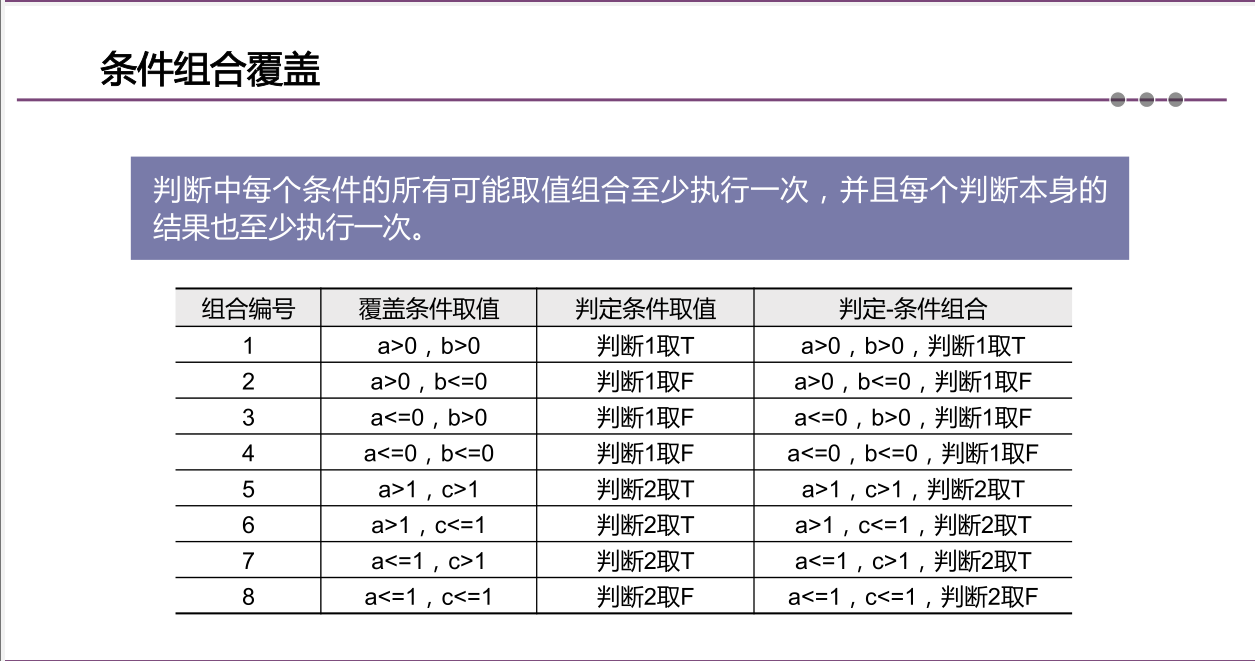 条件组合覆盖
判断中每个条件的所有可能取值组合至少执行一次，并且每个判断本身的
结果也至少执行一次。
组合编号 覆盖条件取值 判定条件取值 判定-条件组合
1 a>0，b>0 判断1取T a>0，b>0，判断1取T
2 a>0，b<=0 判断1取F a>0，b<=0，判断1取F
3 a<=0，b>0 判断1取F a<=0，b>0，判断1取F
4 a<=0，b<=0 判断1取F a<=0，b<=0，判断1取F
5 a>1，c>1 判断2取T a>1，c>1，判断2取T
6 a>1，c<=1 判断2取T a>1，c<=1，判断2取T
7 a<=1，c>1 判断2取T a<=1，c>1，判断2取T
8 a<=1，c<=1 判断2取F a<=1，c<=1，判断2取F